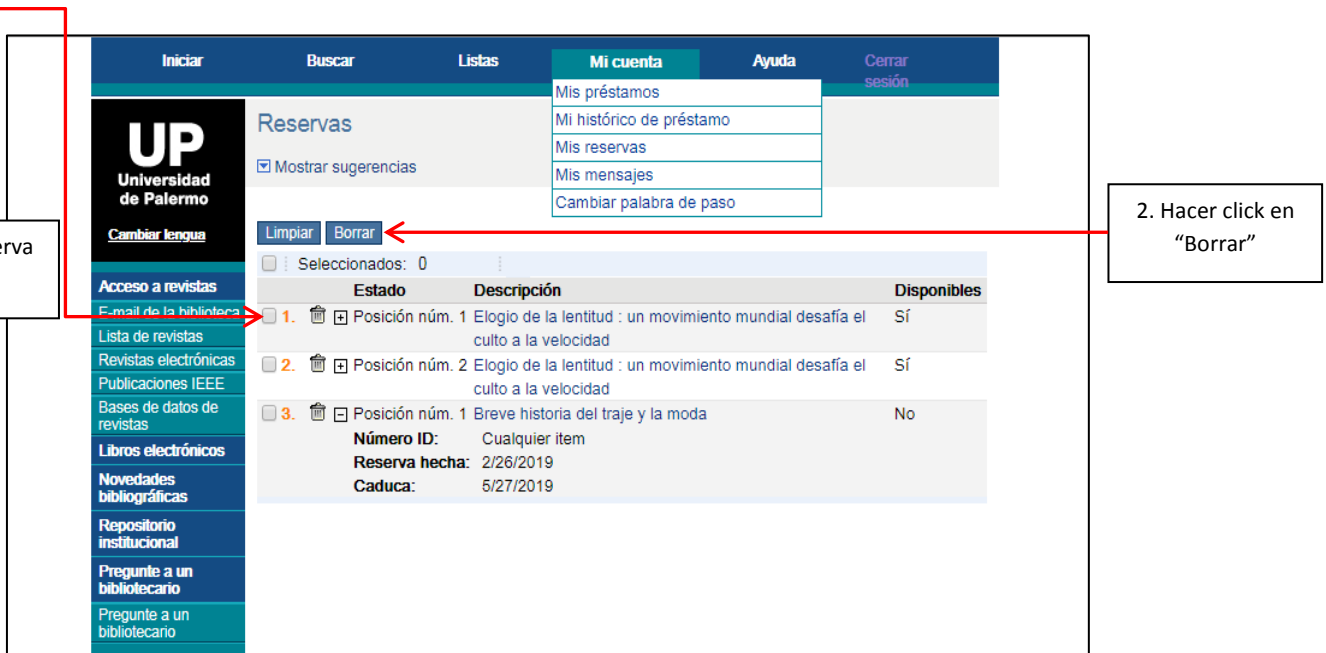 Iniciar Buscar Listas Mi cuenta Ayuda Cerrar sesión
Mis préstamos
Mi histórico de préstamo
Mis reservas
Mis mensajes
Cambiar palabra de paso
UP
Universidad
de Palermo
Cambiar lengua
Reservas
Mostrar sugerencias
Limpiar Borrar
2. Hacer click en
“Borrar”
Seleccionados: 0
Estado Descripción Disponibles
1. Posición núm. 1 Elogio de la lentitud : un movimiento mundial desafía el Sí
culto a la velocidad
2. Posición núm. 2 Elogio de la lentitud : un movimiento mundial desafía el Sí
culto a la velocidad
3. Posición núm. 1 Breve historia del traje y la moda No
Número ID: Cualquier item
Reserva hecha: 2/26/2019
Caduca: 5/27/2019
Acceso a revistas
E-mail de la biblioteca
Lista de revistas
Revistas electrónicas
Publicaciones IEEE
Bases de datos de
revistas
Libros electrónicos
Novedades
bibliográficas
Repositorio
institucional
Pregunte a un
bibliotecario
Pregunte a un
bibliotecario